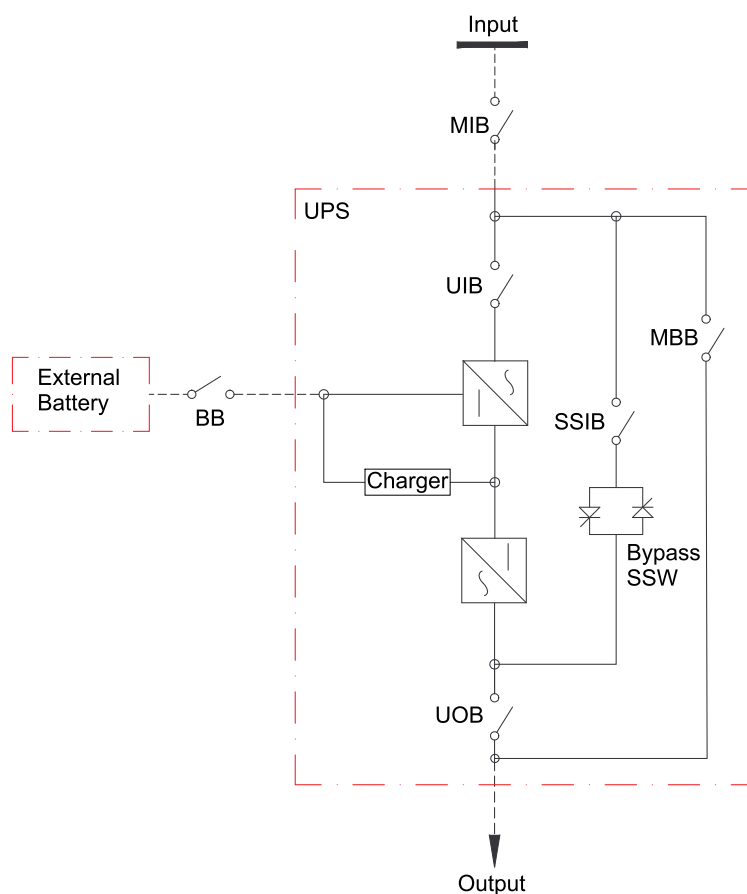 Input
MIB
UPS
UIB
MBB
External
Battery
BB
SSIB
Charger
Bypass
SSW
UOB
Output